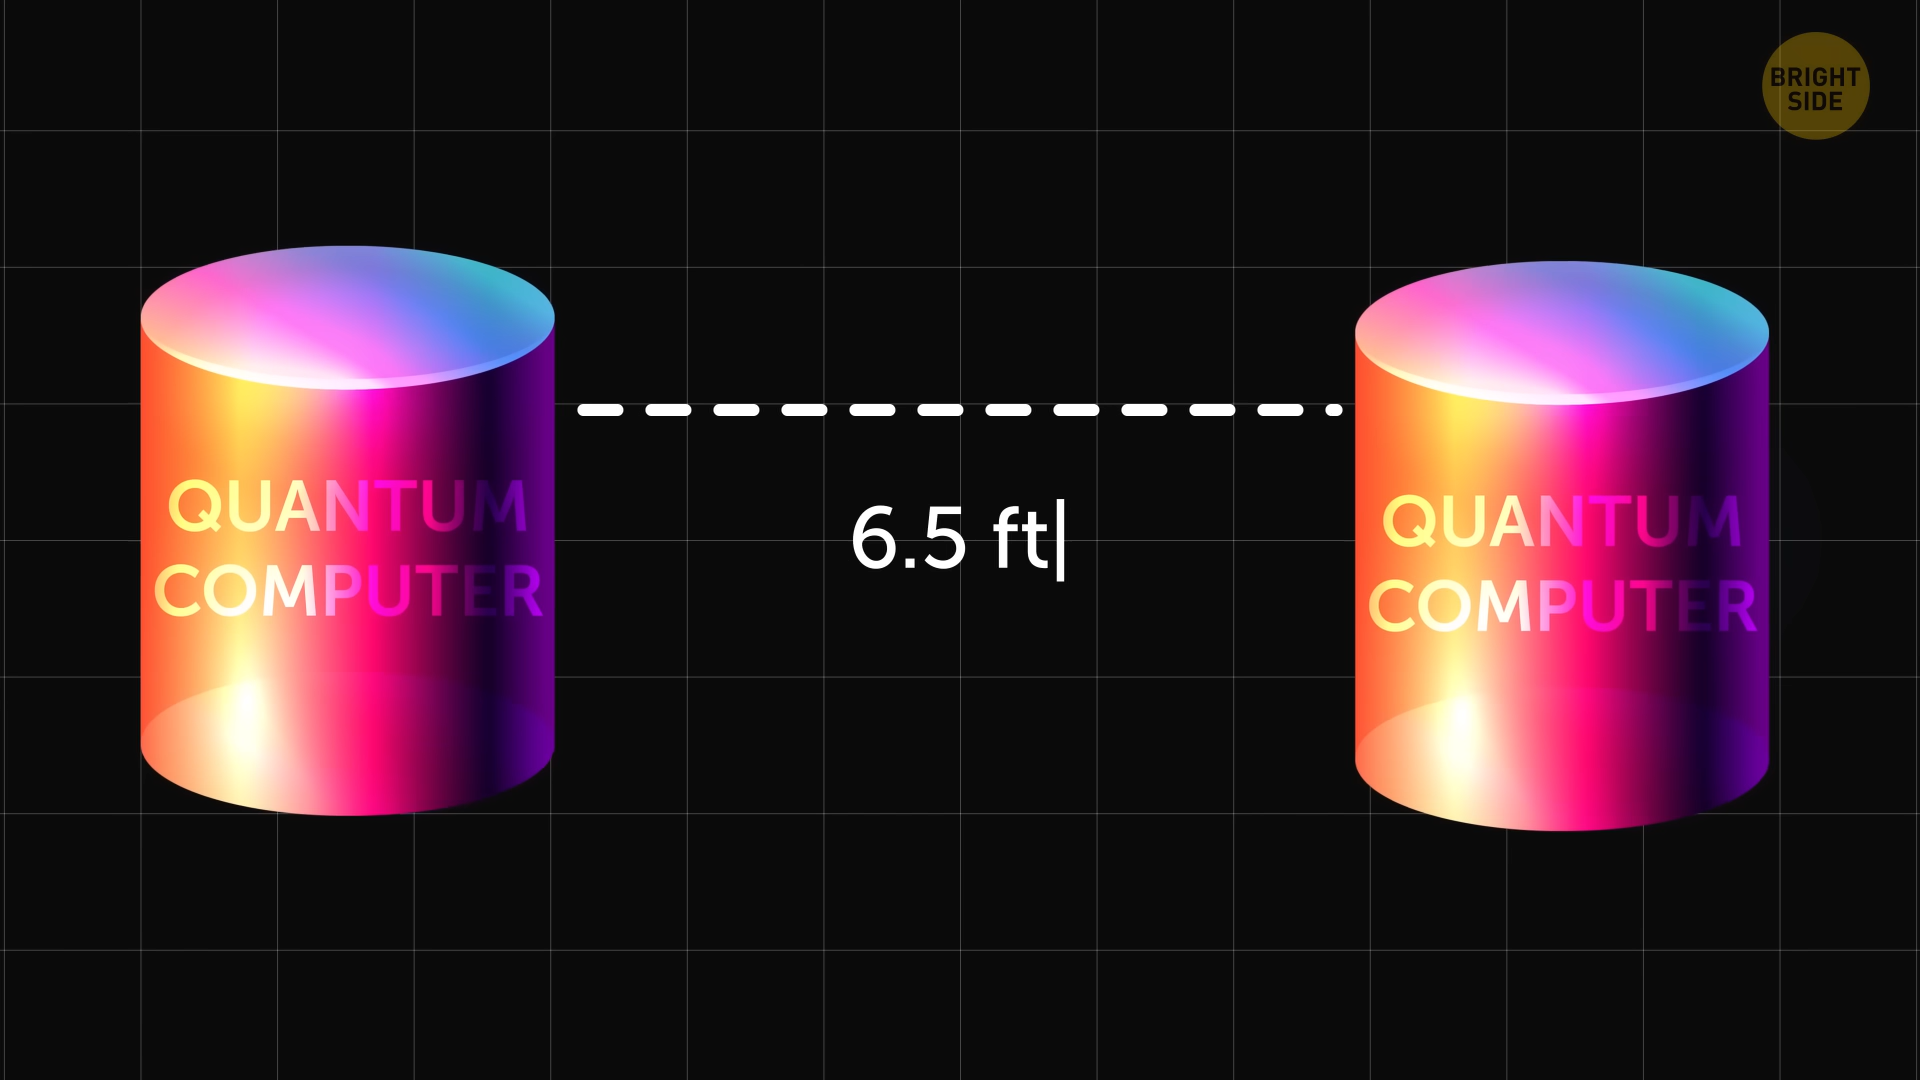 BRIGHT
SIDE
QUANTUM
COMPUTER
6.5 ft|
QUANTUM
COMPUTER